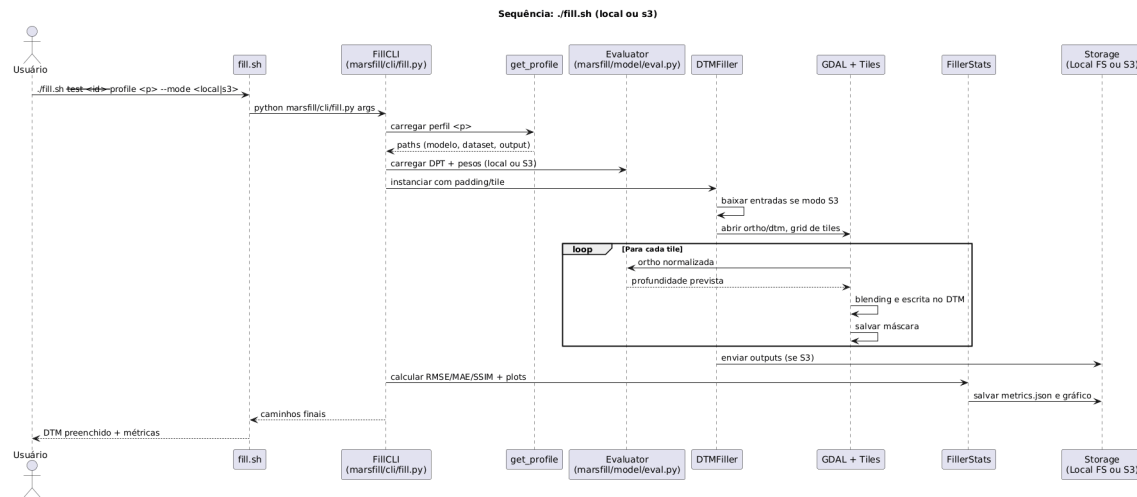 Sequência: ./fill.sh (local ou s3)
Usuário
fill.sh
FillCLI
(marsfill/cli/fill.py)
get_profile
Evaluator
(marsfill/model/eval.py)
DTMFiller
GDAL + Tiles
FillerStats
Storage
(Local FS ou S3)
./fill.sh test <id> profile <p> --mode <local|s3>
python marsfill/cli/fill.py args
carregar perfil <p>
paths (modelo, dataset, output)
carregar DPT + pesos (local ou S3)
instanciar com padding/tile
baixar entradas se modo S3
abrir ortho/dtm, grid de tiles
loop
[Para cada tile]
ortho normalizada
profundidade prevista
blending e escrita no DTM
salvar máscara
enviar outputs (se S3)
calcular RMSE/MAE/SSIM + plots
salvar metrics.json e gráfico
caminhos finais
DTM preenchido + métricas
Usuário
fill.sh
FillCLI
(marsfill/cli/fill.py)
get_profile
Evaluator
(marsfill/model/eval.py)
DTMFiller
GDAL + Tiles
FillerStats
Storage
(Local FS ou S3)